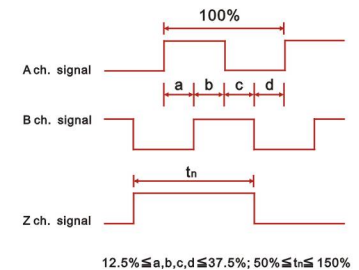 100%
A ch. signal
a b c d
B ch. signal
tn
Z ch. signal
12.5%≦a,b,c,d≦37.5%; 50%≦tn≦ 150%